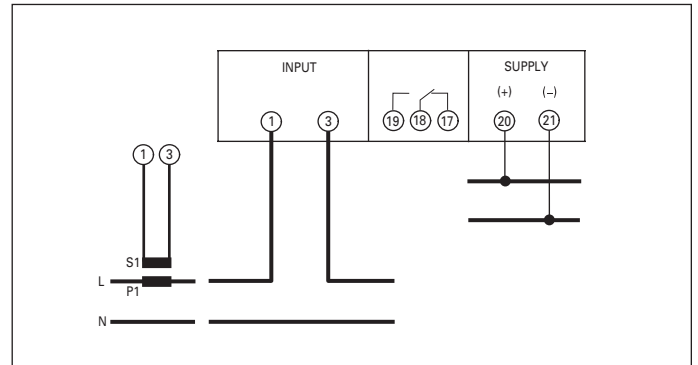 INPUT
SUPPLY
(+) (–)
1 3 19 18 17 20 21
1 3
S1
L
P1
N